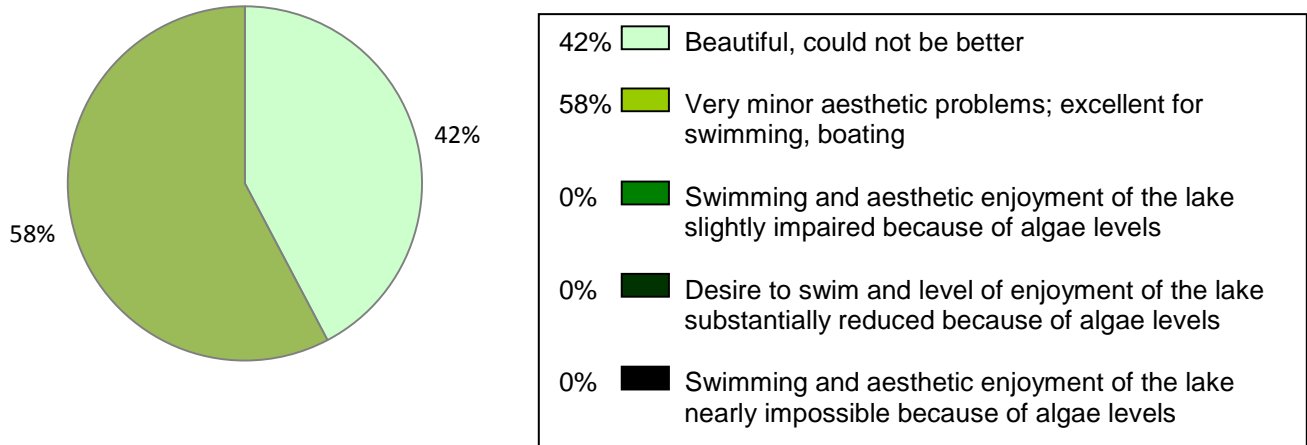 42%
58%
42% Beautiful, could not be better
58% Very minor aesthetic problems; excellent for
swimming, boating
0% Swimming and aesthetic enjoyment of the lake
slightly impaired because of algae levels
0% Desire to swim and level of enjoyment of the lake
substantially reduced because of algae levels
0% Swimming and aesthetic enjoyment of the lake
nearly impossible because of algae levels